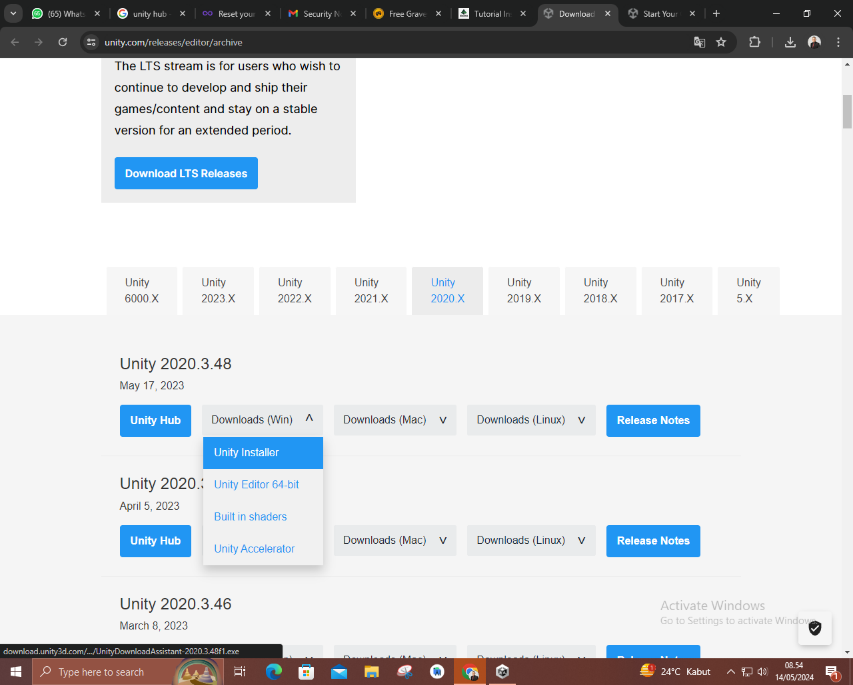 (65) What
unity hub
Reset your
Security N
Free Grave
Tutorial In
Download
Start Your
unity.com/releases/editor/archive
The LTS stream is for users who wish to
continue to develop and ship their
games/content and stay on a stable
version for an extended period.
Download LTS Releases
Unity 6000.X
Unity 2023.X
Unity 2022.X
Unity 2021.X
Unity 2020.X
Unity 2019.X
Unity 2018.X
Unity 2017.X
Unity 5.X
Unity 2020.3.48
May 17, 2023
Unity Hub
Downloads (Win)
Downloads (Mac)
Downloads (Linux)
Release Notes
Unity Installer
Unity Editor 64-bit
Built in shaders
Unity Accelerator
Unity 2020.3
April 5, 2023
Unity Hub
Downloads (Mac)
Downloads (Linux)
Release Notes
Unity 2020.3.46
March 8, 2023
Activate Windows
Go to Settings to activate Windows
download.unity3d.com/.../UnityDownloadAssistant-2020.3.48f1.exe
Type here to search
24°C Kabut
08.54
14/05/2024